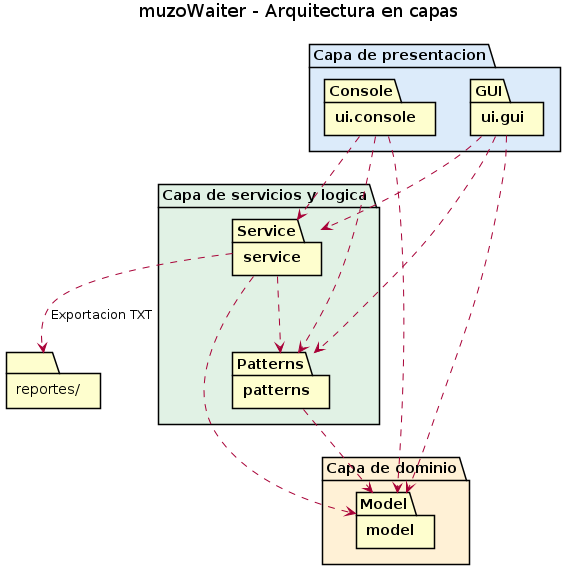 muzoWaiter - Arquitectura en capas
Capa de presentacion
Console
GUI
ui.console
ui.gui
Capa de servicios y logica
Service
service
Exportacion TXT
Patterns
patterns
reportes/
Capa de dominio
Model
model